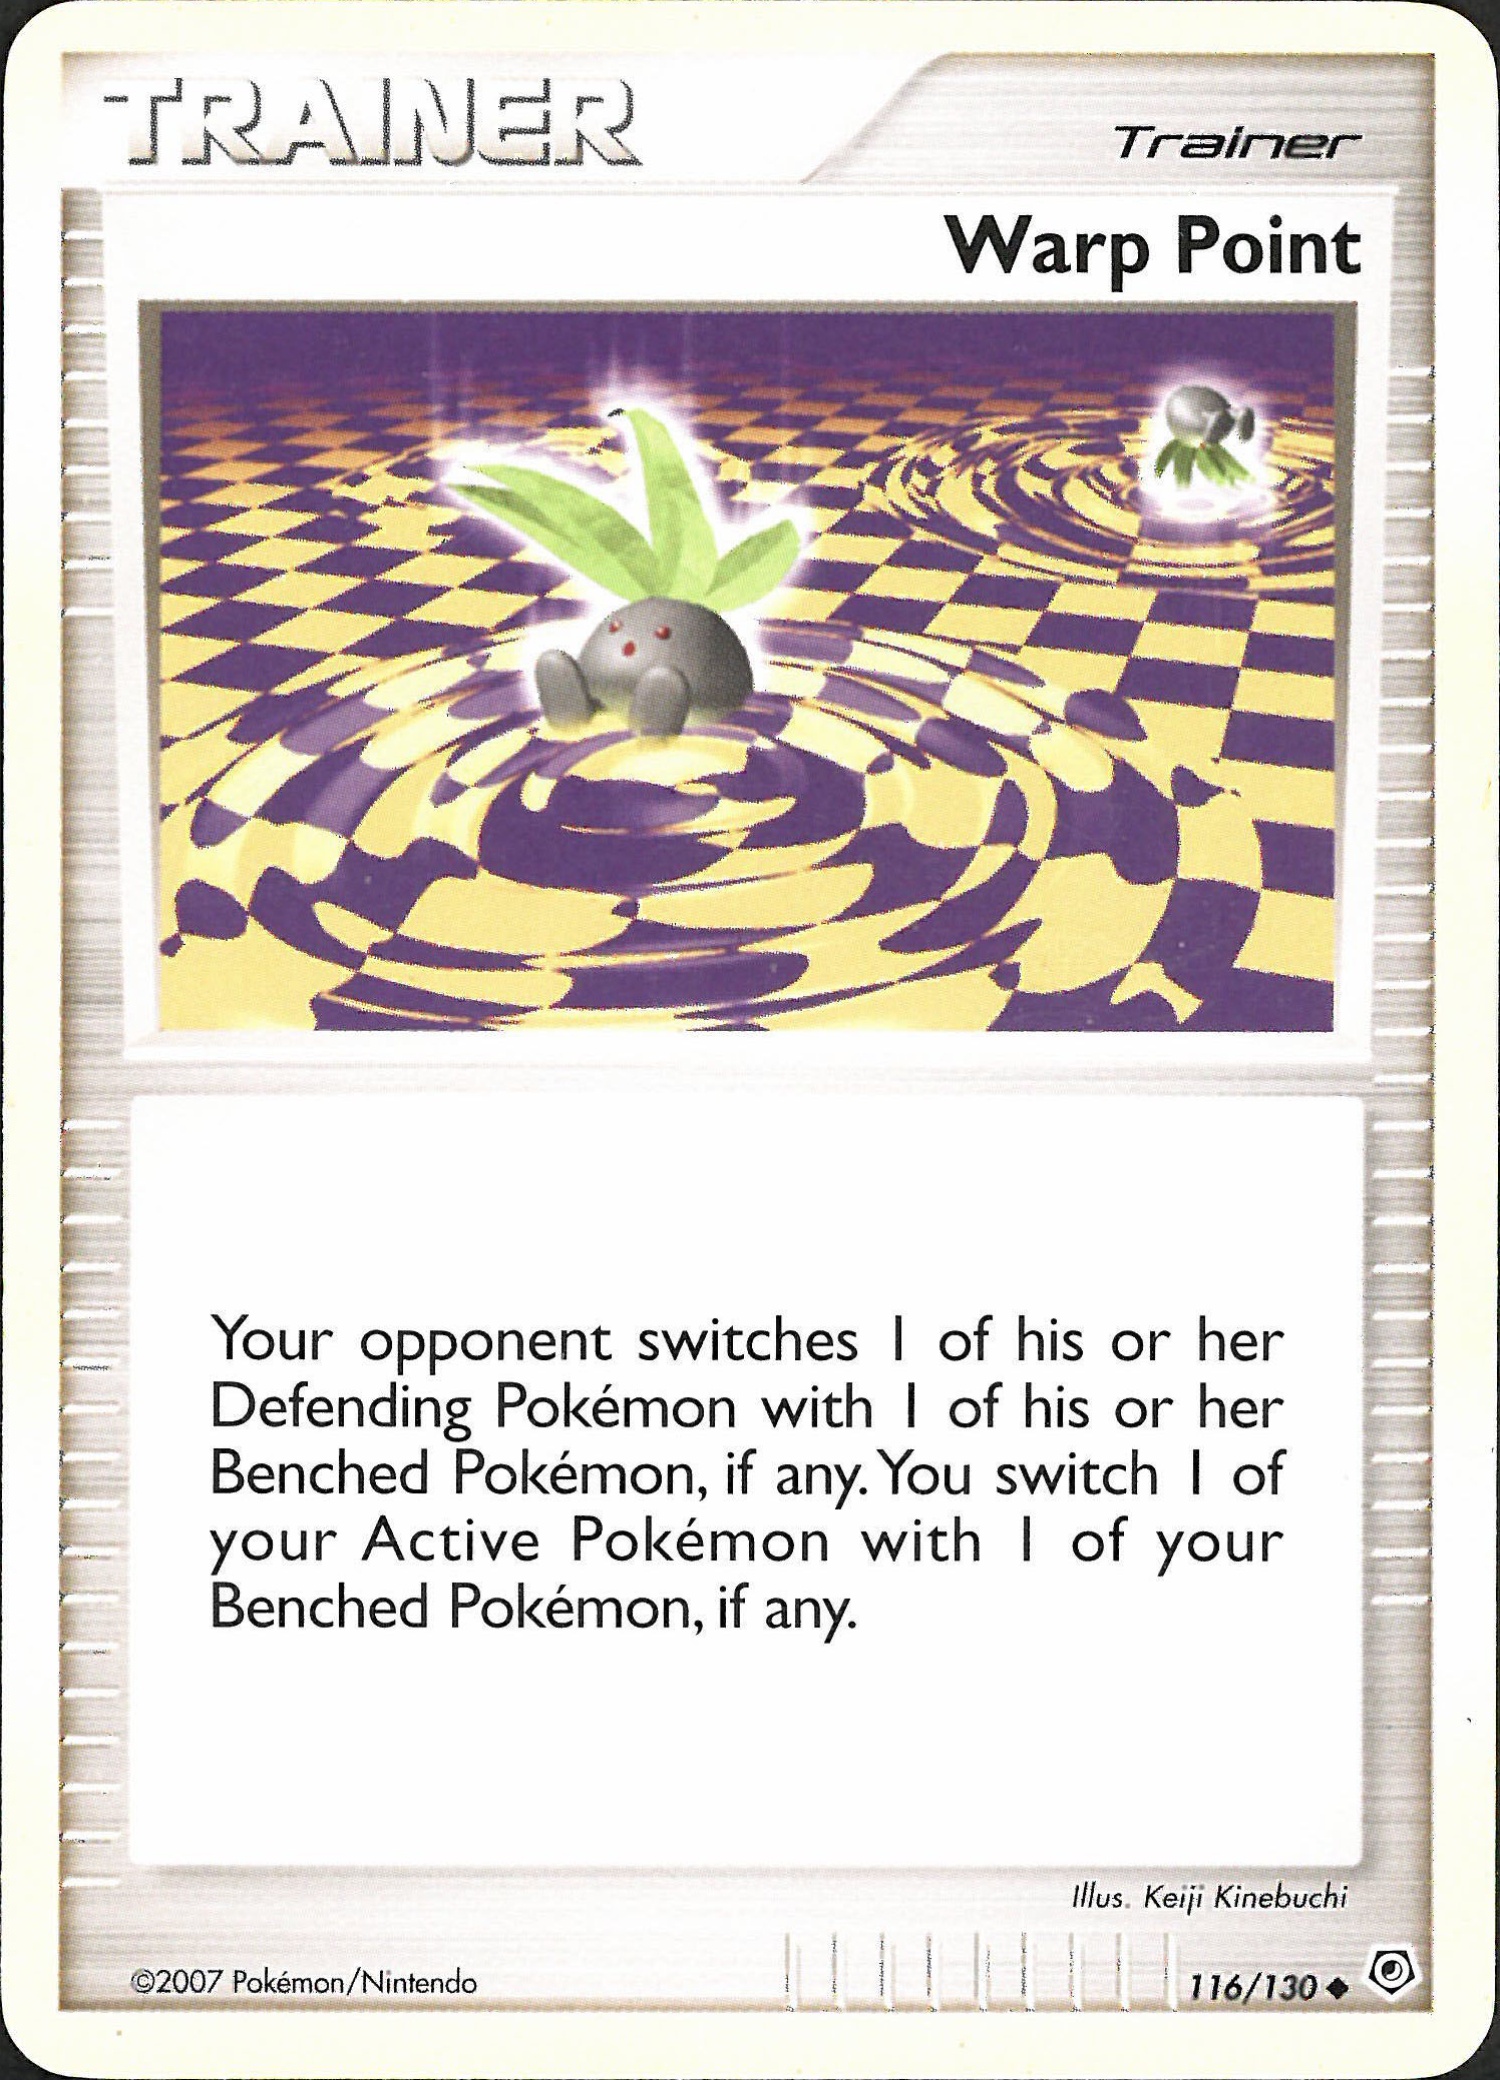 TRAINER
Trainer
Warp Point
Your opponent switches 1 of his or her
Defending Pokémon with 1 of his or her
Benched Pokémon, if any. You switch 1 of
your Active Pokémon with 1 of your
Benched Pokémon, if any.
Illus. Keiji Kinebuchi
©2007 Pokémon/Nintendo
116/130 ◆